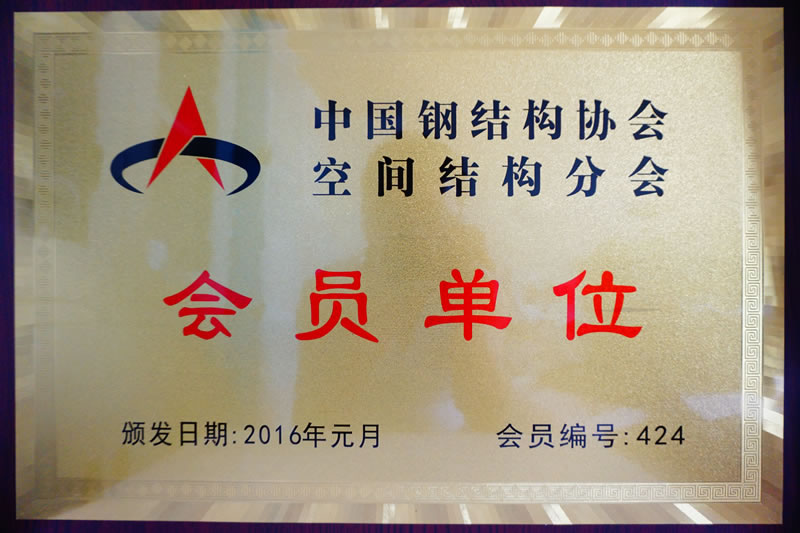 中国钢结构协会
空间结构分会
会员单位
颁发日期:2016年元月
会员编号:424